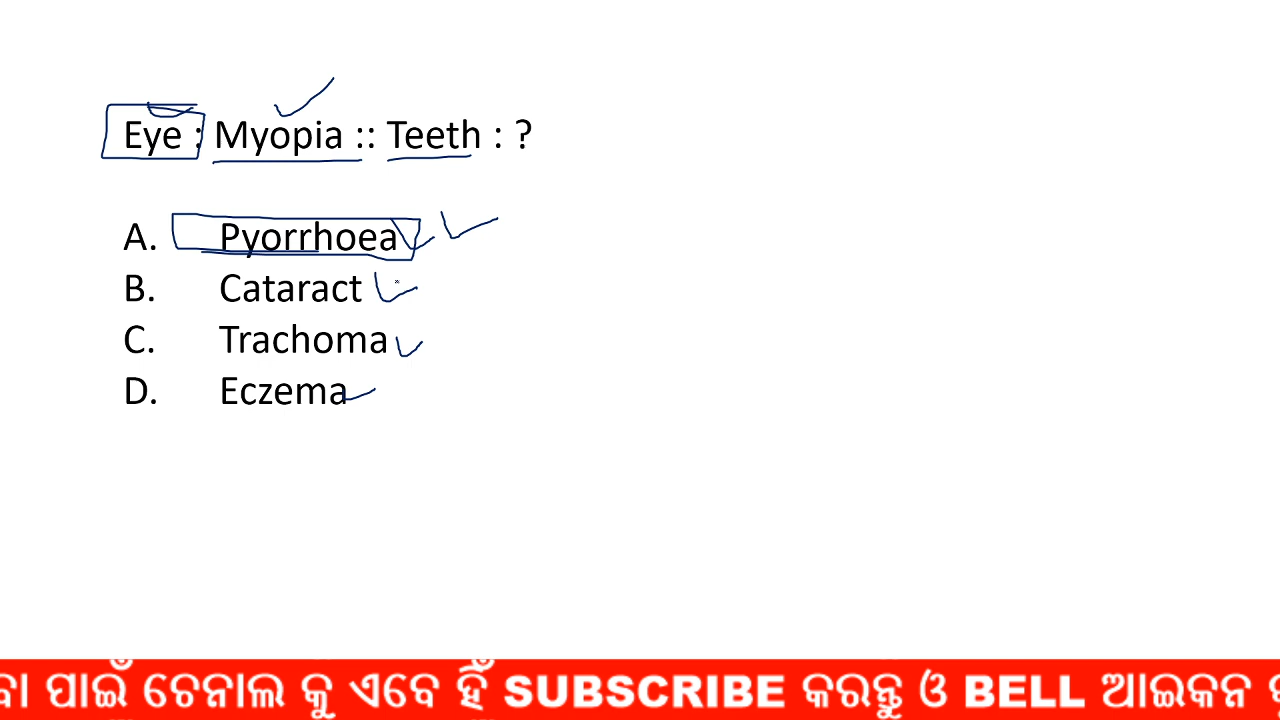 Eye : Myopia :: Teeth : ?
A. Pyorrhoea
B. Cataract
C. Trachoma
D. Eczema
ପାଇଁ ଚେନାଲ କୁ ଏବେ ହିଁ SUBSCRIBE କରନ୍ତୁ ଓ BELL ଆଇକନ